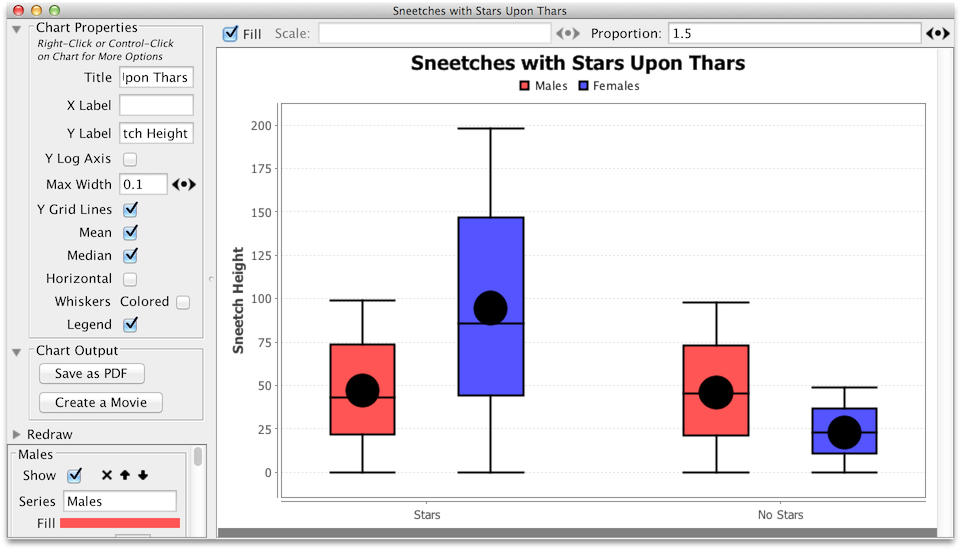 Sneetches with Stars Upon Thars
Chart Properties
Right-Click or Control-Click
on Chart for More Options
Title Upon Thars
X Label
Y Label tch Height
Y Log Axis
Max Width 0.1
Y Grid Lines
Mean
Median
Horizontal
Whiskers Colored
Legend
Chart Output
Save as PDF
Create a Movie
Redraw
Males
Show
Series Males
Fill
Fill Scale: Proportion: 1.5
Sneetches with Stars Upon Thars
Males Females
Sneetch Height
200
175
150
125
100
75
50
25
0
Stars No Stars